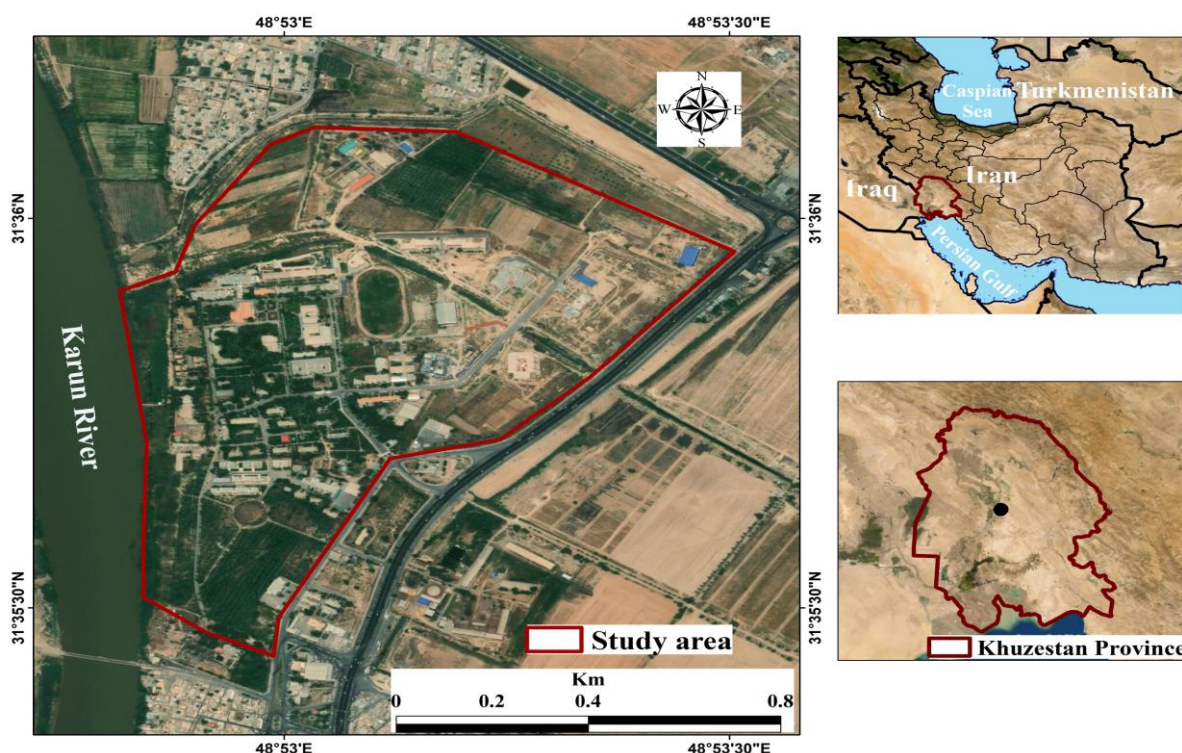 48°53'E
48°53'30"E
31°36'N
31°35'30"N
N
W
E
S
Karun River
Study area
Km
0
0.2
0.4
0.8
48°53'E
48°53'30"E
31°36'N
31°35'30"N
Caspian
Sea
Turkmenistan
Iraq
Iran
Persian Gulf
Khuzestan Province